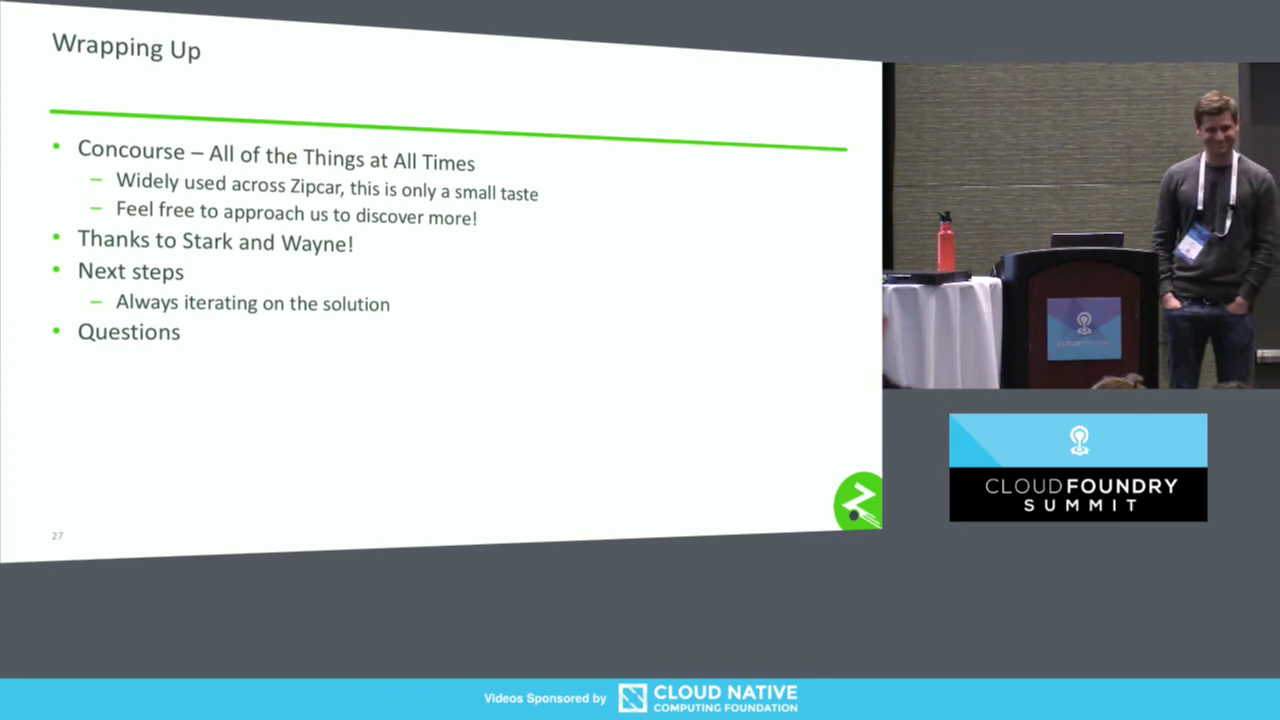 Wrapping Up
• Concourse – All of the Things at All Times
– Widely used across Zipcar, this is only a small taste
– Feel free to approach us to discover more!
• Thanks to Stark and Wayne!
• Next steps
– Always iterating on the solution
• Questions
27
CLOUD FOUNDRY
SUMMIT
Videos Sponsored by
CLOUD NATIVE
COMPUTING FOUNDATION